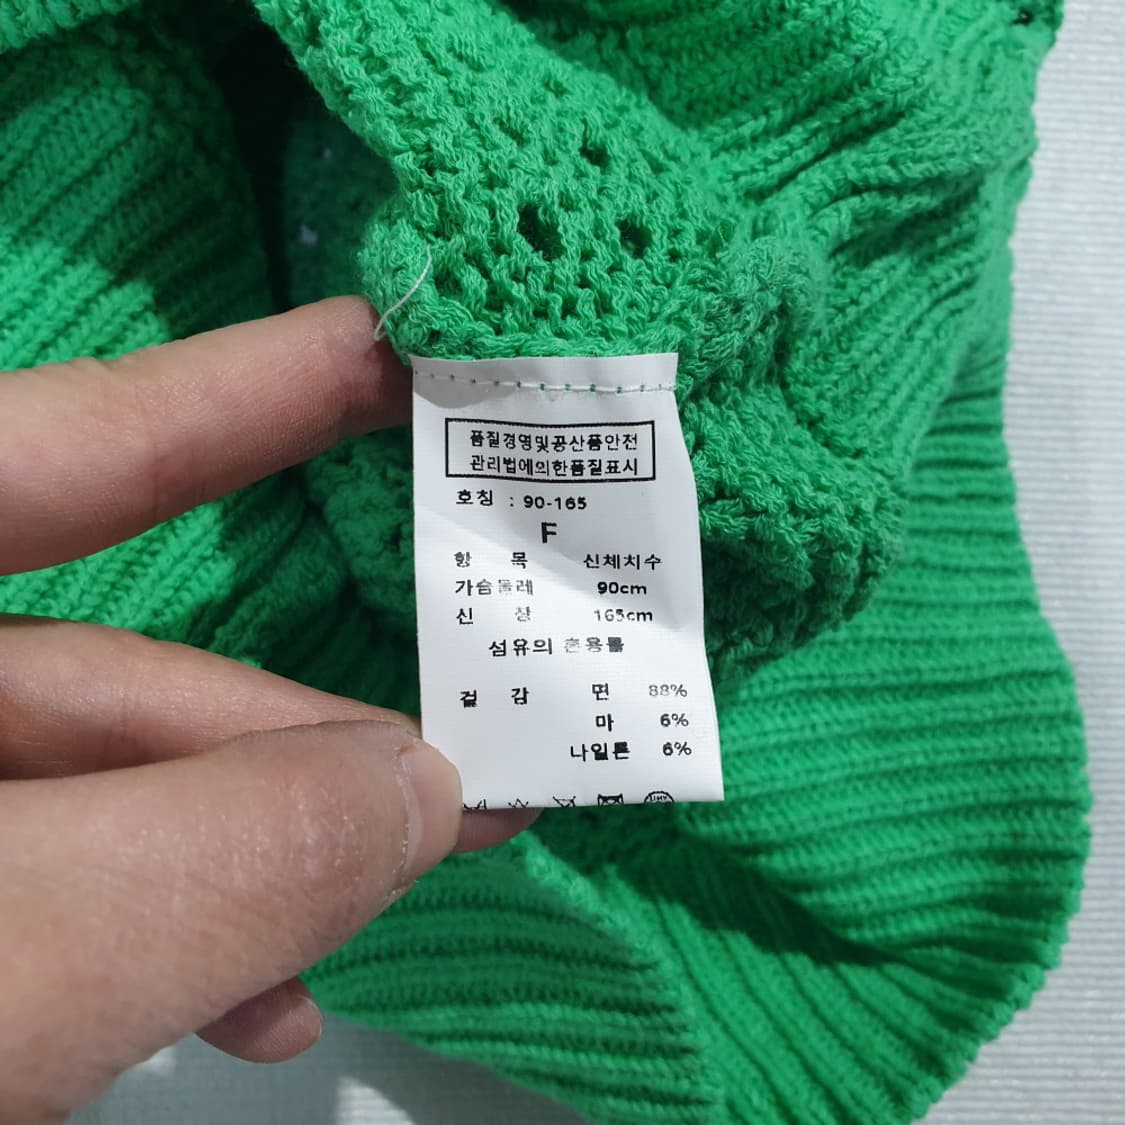 품질경영및공산품안전
관리법에의한품질표시
호칭 : 90-165
F
항 목 신체치수
가슴둘레 90cm
신 장 165cm
섬유의 혼용률
겉 감 면 88%
마 6%
나일론 6%